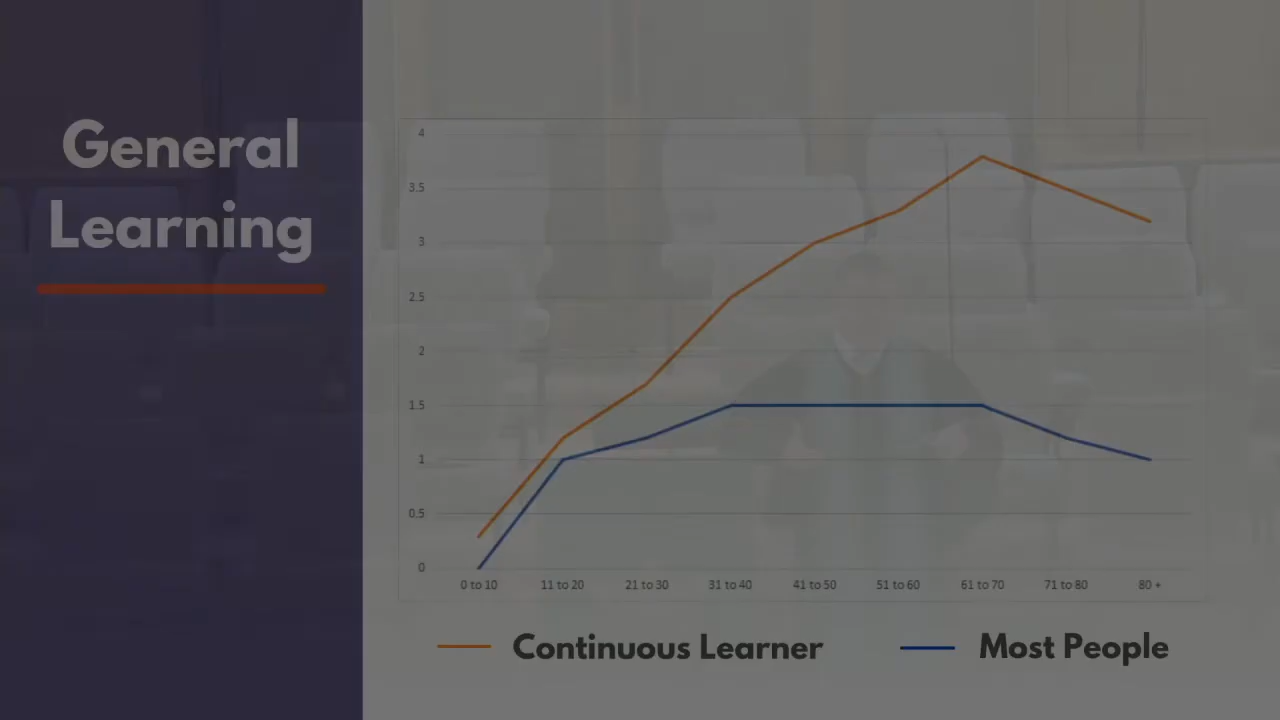 General
Learning
4
3.5
3
2.5
2
1.5
1
0.5
0
0 to 10 11 to 20 21 to 30 31 to 40 41 to 50 51 to 60 61 to 70 71 to 80 80 +
Continuous Learner Most People